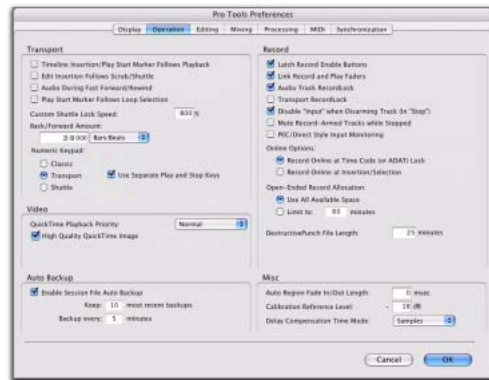 Pro Tools Preferences
Display Operation Editing Mixing Processing MIDI Synchronization
Transport
Timeline Insertion/Play Start Marker Follows Playback
Edit Insertion Follows Scrub/Shuttle
Audio During Fast Forward/Rewind
Play Start Marker Follows Loop Selection
Custom Shuttle Lock Speed: 800 %
Back/Forward Amount:
Bars:Beats
Numeric Keypad:
Classic
Transport
Use Separate Play and Stop Keys
Shuttle
Video
QuickTime Playback Priority: Normal
High Quality QuickTime Image
Auto Backup
Enable Session File Auto Backup
Keep: 10 most recent backups
Backup every: 5 minutes
Record
Latch Record Enable Buttons
Link Record and Play Faders
Audio Track RecordLock
Transport RecordLock
Disable "Input" when Disarming Track (in "Stop")
Mute Record-Armed Tracks while Stopped
PEC/Direct Style Input Monitoring
Online Options:
Record Online at Time Code (or ADAT) Lock
Record Online at Insertion/Selection
Open-Ended Record Allocation:
Use All Available Space
Limit to: 60 minutes
DestructivePunch File Length: 25 minutes
Misc
Auto Region Fade In/Out Length: 0 msec
Calibration Reference Level: - 18 dB
Delay Compensation Time Mode: Samples
Cancel OK